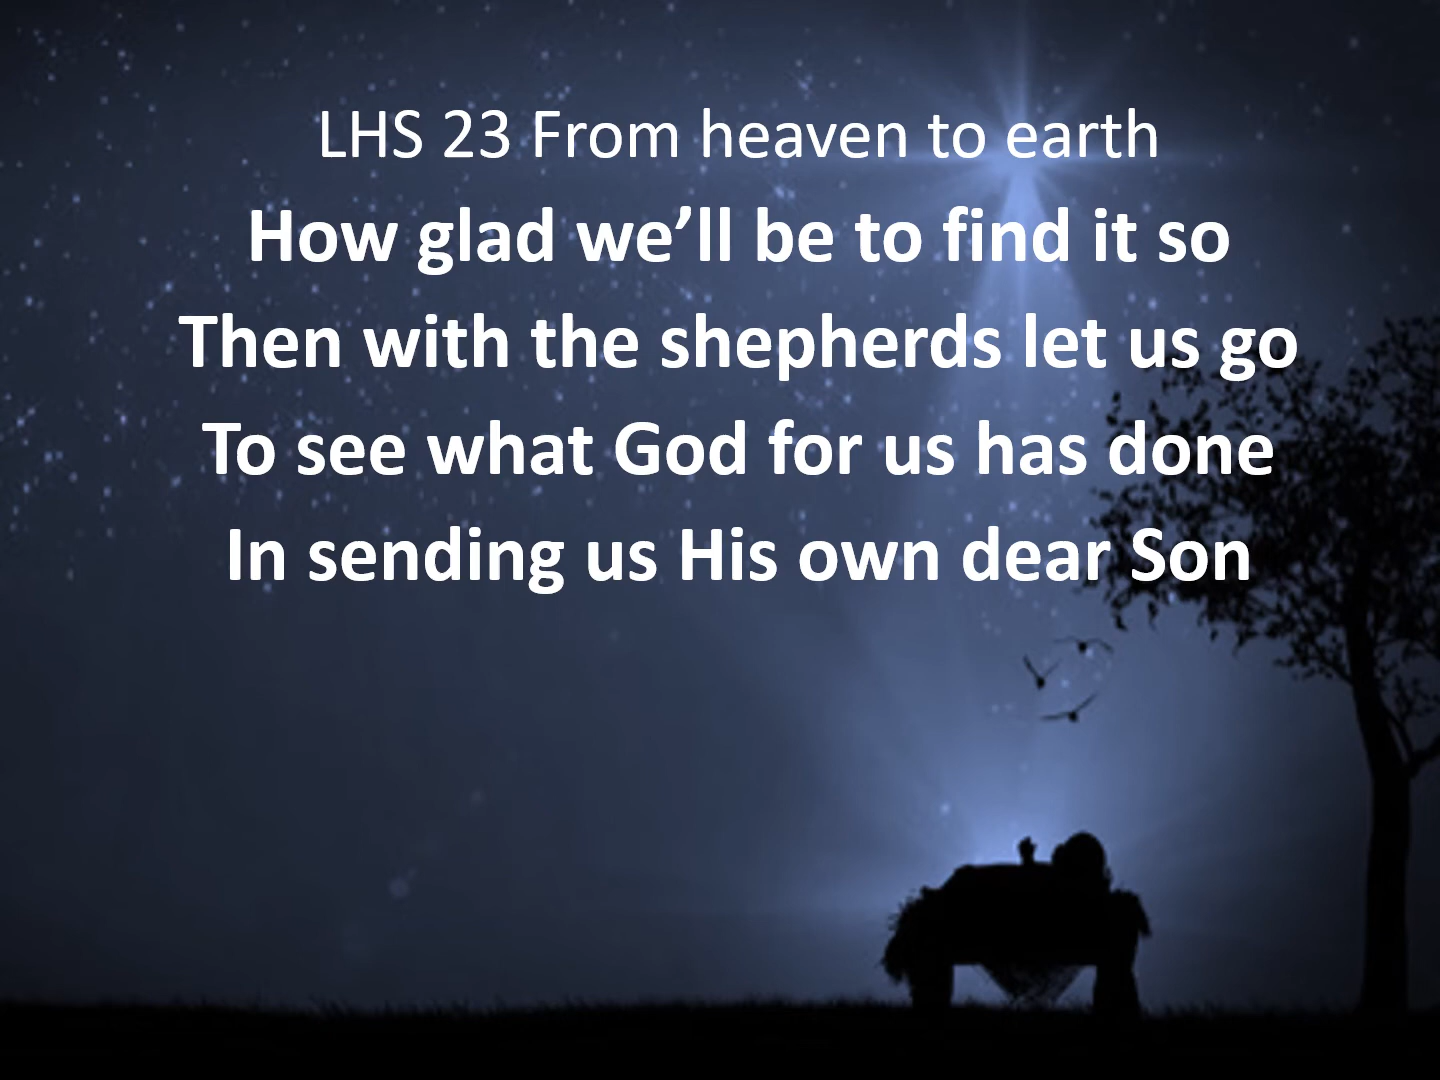 LHS 23 From heaven to earth
How glad we’ll be to find it so
Then with the shepherds let us go
To see what God for us has done
In sending us His own dear Son